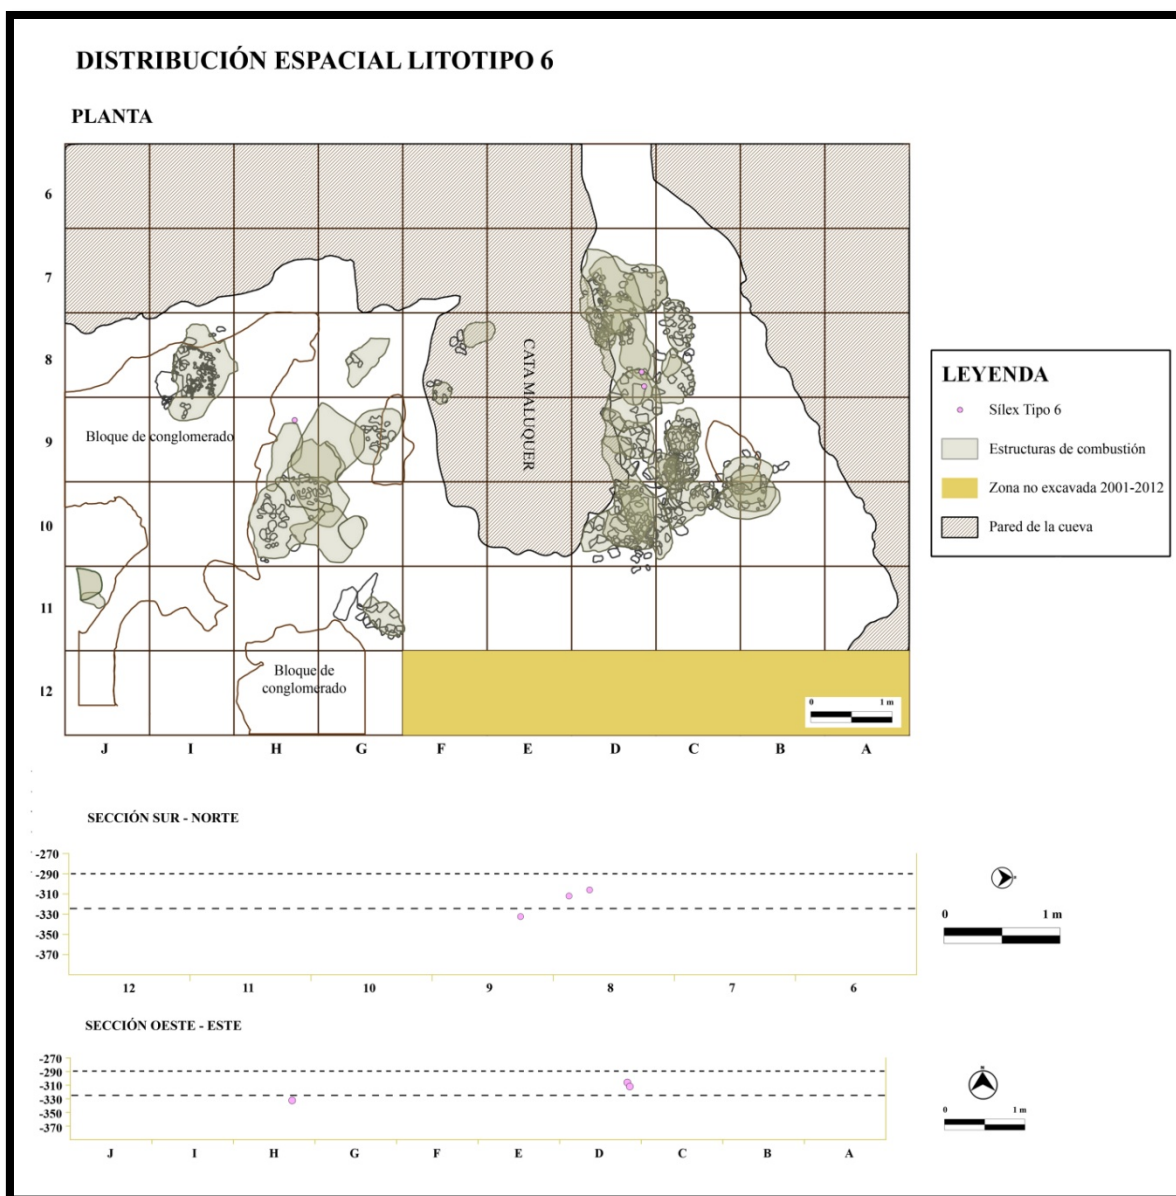 DISTRIBUCIÓN ESPACIAL LITOTIPO 6
PLANTA
6
7
8
9
10
11
12
Bloque de conglomerado
CATA MALUQUER
Bloque de
conglomerado
0 1 m
J I H G F E D C B A
LEYENDA
Sílex Tipo 6
Estructuras de combustión
Zona no excavada 2001-2012
Pared de la cueva
SECCIÓN SUR - NORTE
-270
-290
-310
-330
-350
-370
12 11 10 9 8 7 6
0 1 m
SECCIÓN OESTE - ESTE
-270
-290
-310
-330
-350
-370
J I H G F E D C B A
N
0 1 m